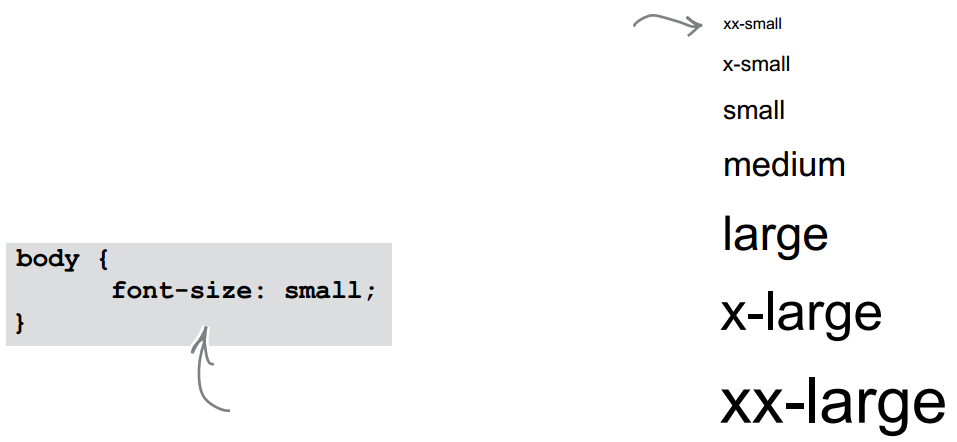 xx-small
x-small
small
medium
large
x-large
xx-large
body {
font-size: small;
}